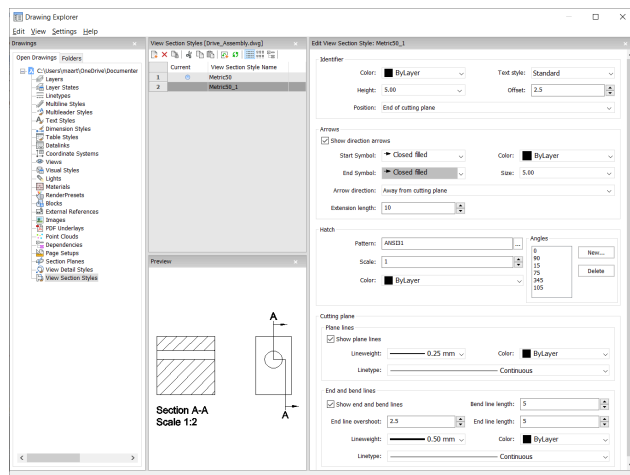 Drawing Explorer
Edit View Settings Help
Drawings
Open Drawings Folders
C:\Users\mzart\OneDrive\Documenter
Layers
Layer States
Linetypes
Multiline Styles
Multileader Styles
Text Styles
Dimension Styles
Table Styles
Datalinks
Coordinate Systems
Views
Visual Styles
Lights
Materials
RenderPresets
Blocks
External References
Images
PDF Underlays
Point Clouds
Dependencies
Page Setups
Section Planes
View Detail Styles
View Section Styles
View Section Styles [Drive_Assembly.dwg]
Current View Section Style Name
1 Metric50
2 Metric50_1
Preview
A
A
Section A-A
Scale 1:2
Edit View Section Style: Metric50_1
Identifier
Color: ByLayer Text style: Standard
Height: 5.00 Offset: 2.5
Position: End of cutting plane
Arrows
Show direction arrows
Start Symbol: Closed filled Color: ByLayer
End Symbol: Closed filled Size: 5.00
Arrow direction: Away from cutting plane
Extension length: 10
Hatch
Pattern: ANSI31 ...
Scale: 1
Color: ByLayer
Angles
0
90
15
75
345
105
New...
Delete
Cutting plane
Plane lines
Show plane lines
Lineweight: 0.25 mm Color: ByLayer
Linetype: Continuous
End and bend lines
Show end and bend lines Bend line length: 5
End line overshoot: 2.5 End line length: 5
Lineweight: 0.50 mm Color: ByLayer
Linetype: Continuous